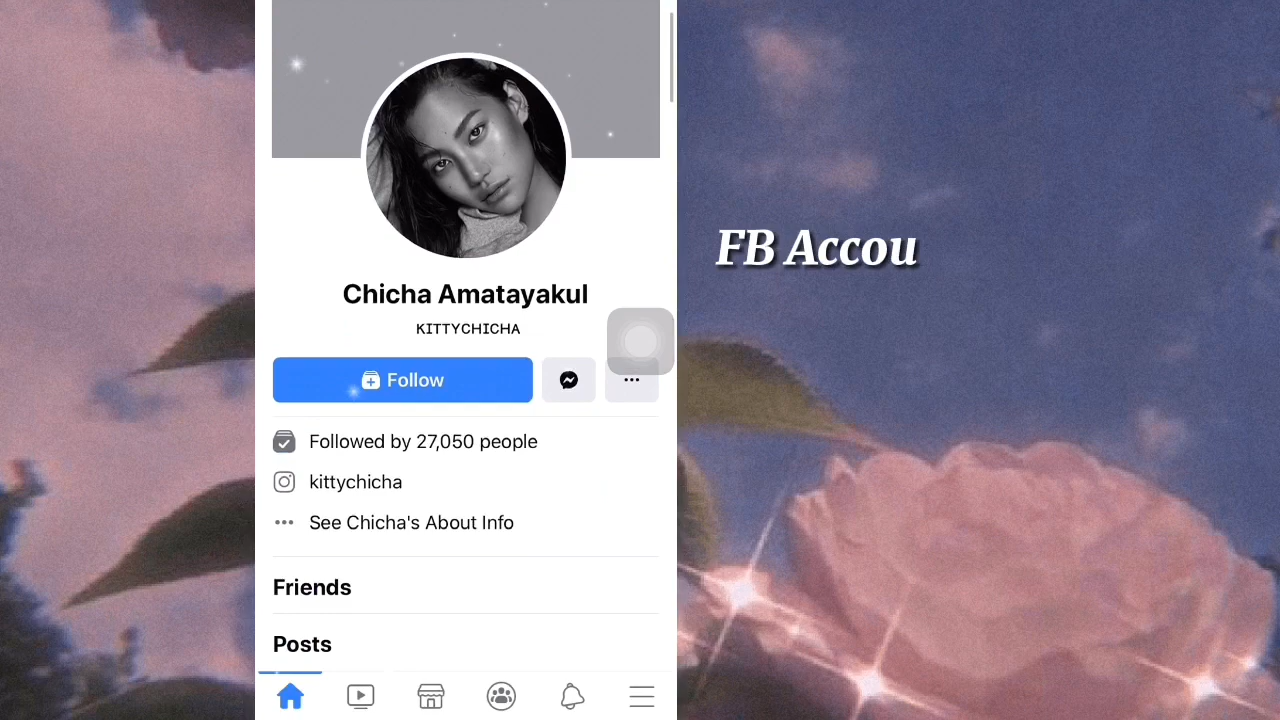 Chicha Amatayakul
KITTYCHICHA
Follow
Followed by 27,050 people
kittychicha
See Chicha's About Info
Friends
Posts
FB Accou